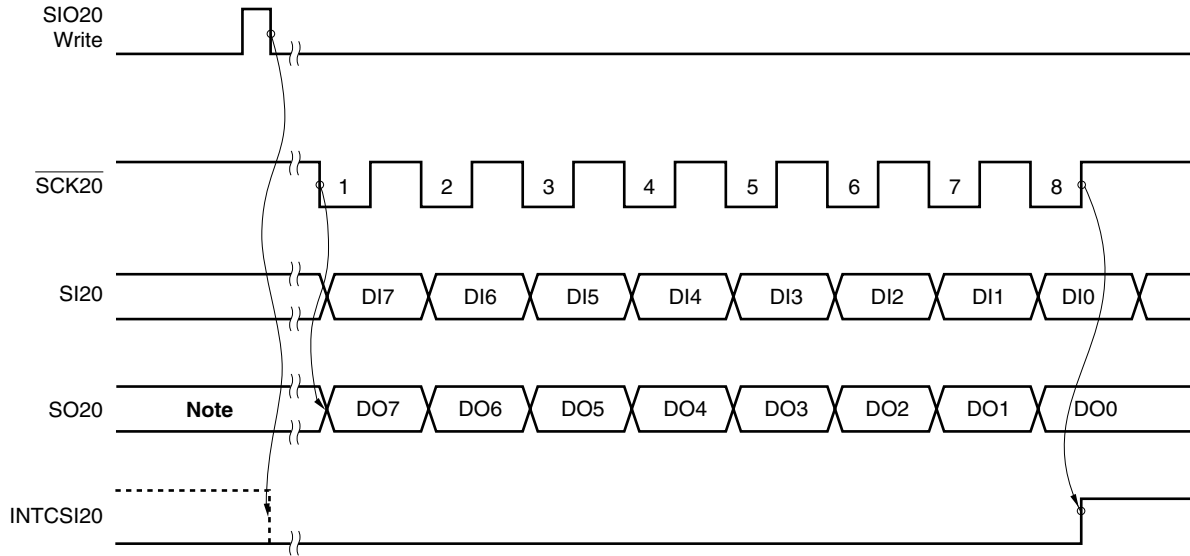 SIO20
Write
SCK20
1 2 3 4 5 6 7 8
SI20
DI7 DI6 DI5 DI4 DI3 DI2 DI1 DI0
SO20
Note DO7 DO6 DO5 DO4 DO3 DO2 DO1 DO0
INTCSI20